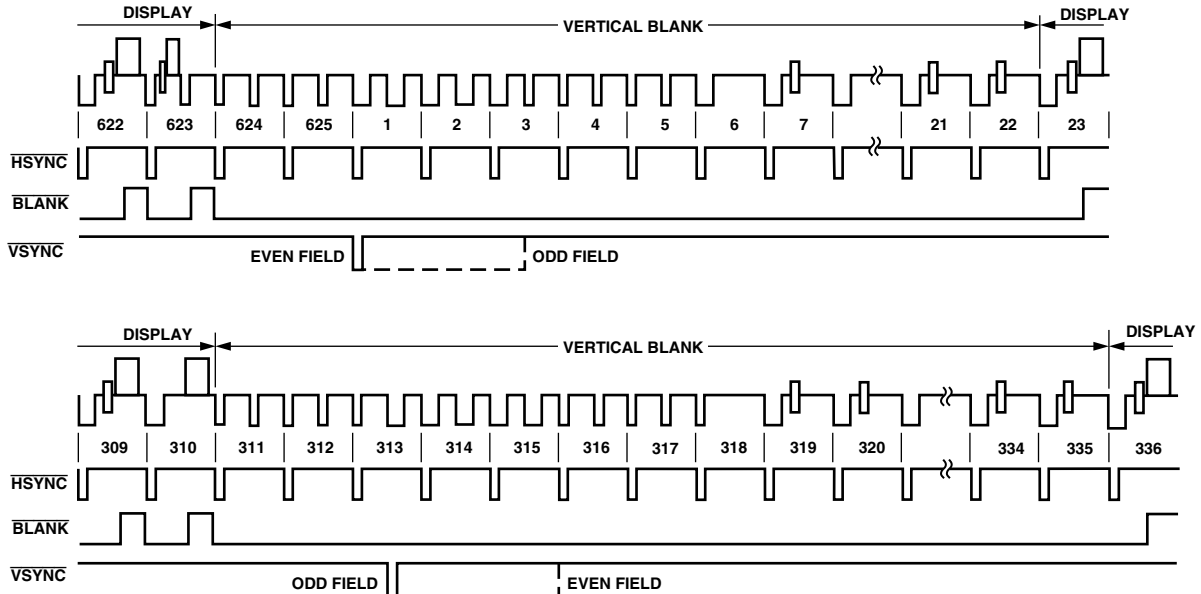 DISPLAY VERTICAL BLANK DISPLAY
622 623 624 625 1 2 3 4 5 6 7 21 22 23
HSYNC
BLANK
VSYNC
EVEN FIELD ODD FIELD
DISPLAY VERTICAL BLANK DISPLAY
309 310 311 312 313 314 315 316 317 318 319 320 334 335 336
HSYNC
BLANK
VSYNC
ODD FIELD EVEN FIELD